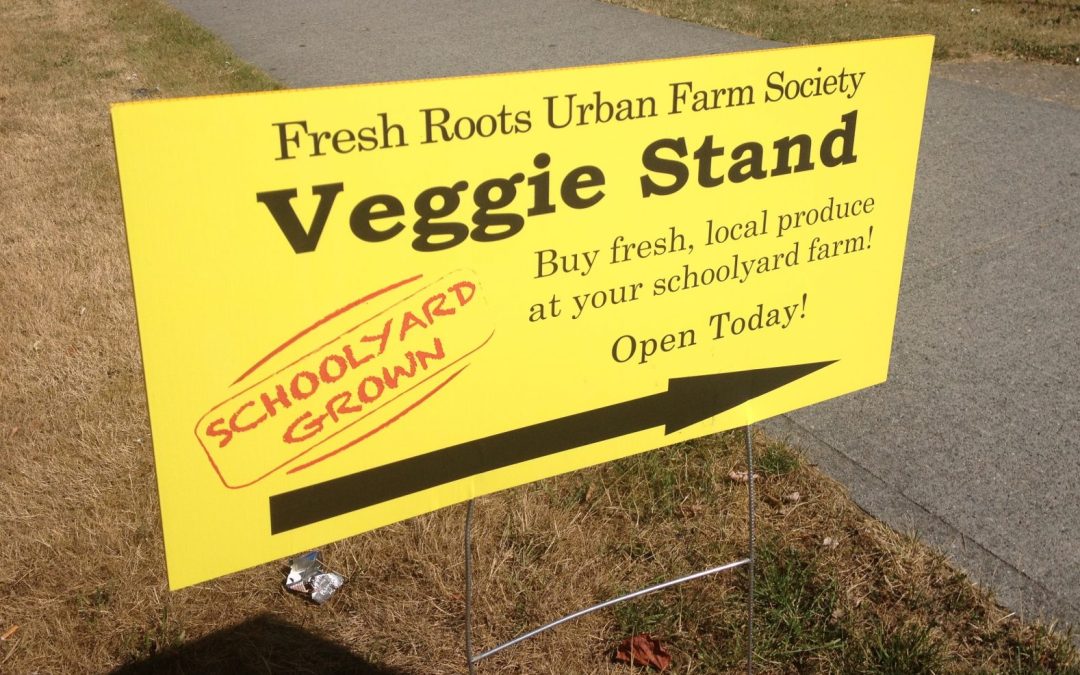 Fresh Roots Urban Farm Society
Veggie Stand
Buy fresh, local produce
at your schoolyard farm!
Open Today!
SCHOOLYARD
GROWN